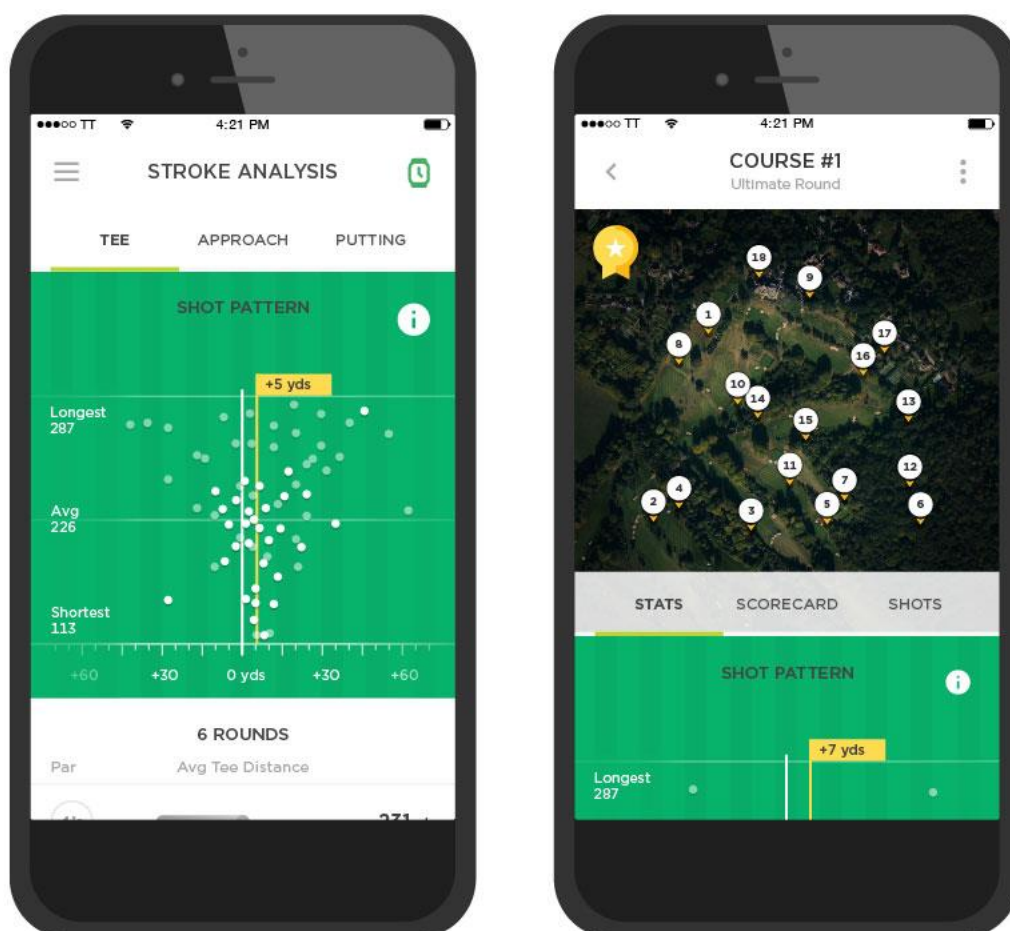 ●●●○○ TT 4:21 PM
STROKE ANALYSIS
TEE APPROACH PUTTING
SHOT PATTERN
i
+5 yds
Longest
287
Avg
226
Shortest
113
+60 +30 0 yds +30 +60
6 ROUNDS
Par Avg Tee Distance
●●●○○ TT 4:21 PM
COURSE #1
Ultimate Round
18
9
1
17
8
16
10
14
13
15
11
12
7
4
2
3
5
6
STATS SCORECARD SHOTS
SHOT PATTERN
i
+7 yds
Longest
287